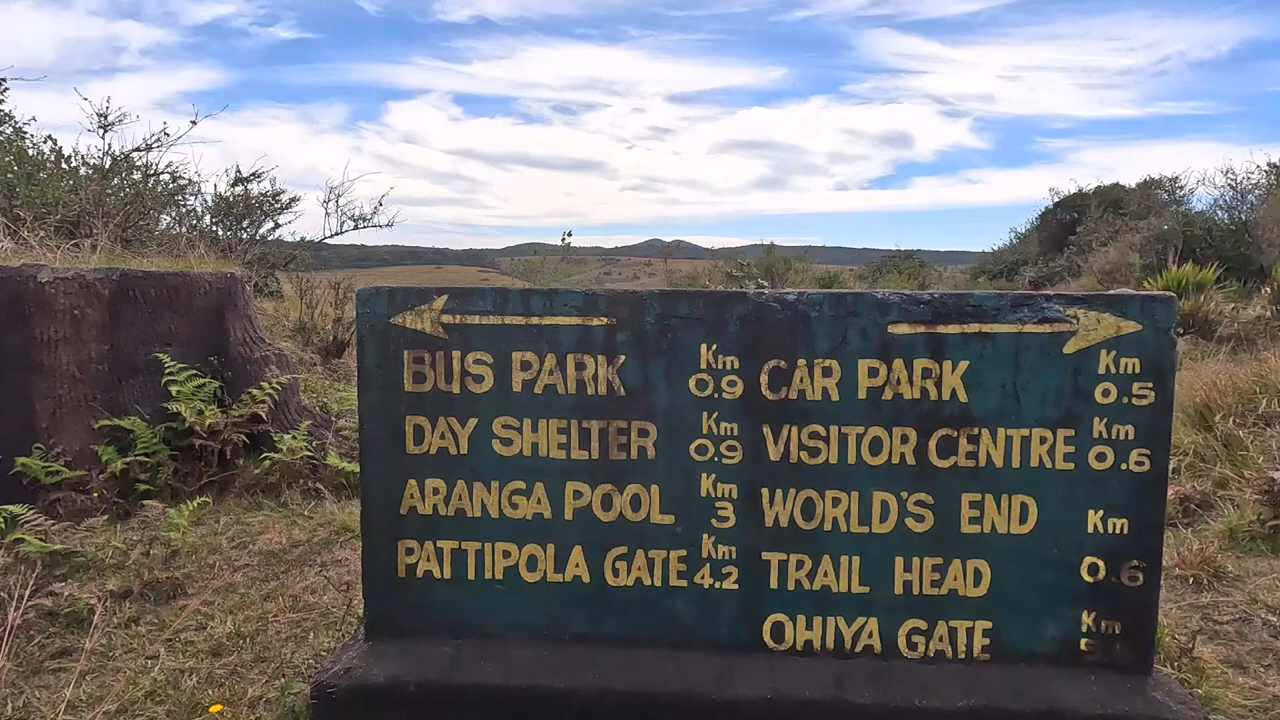 BUS PARK Km 0.9
DAY SHELTER Km 0.9
ARANGA POOL Km 3
PATTIPOLA GATE Km 4.2
CAR PARK Km 0.5
VISITOR CENTRE Km 0.6
WORLD'S END
TRAIL HEAD Km 0.6
OHIYA GATE Km